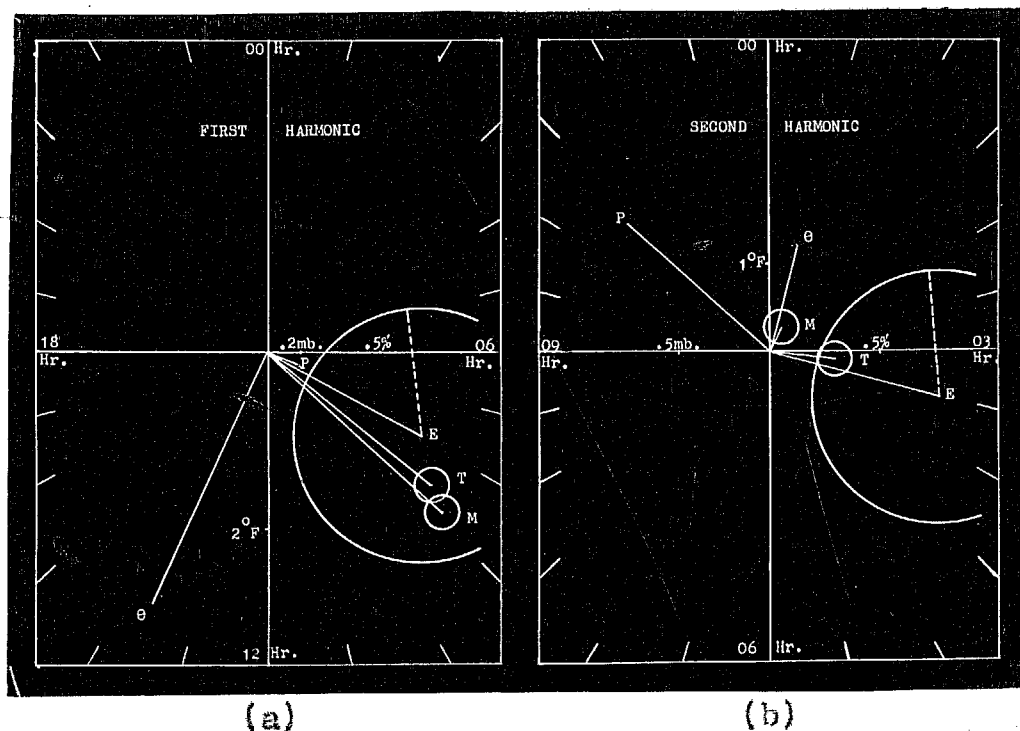 00 Hr.
FIRST HARMONIC
18 Hr.
.2mb. .5% 06 Hr.
P
E
T
M
2°F
θ
12 Hr.
(a)
00 Hr.
SECOND HARMONIC
P
θ
1°F
M
09 Hr.
.5mb. .5% 03 Hr.
T
E
06 Hr.
(b)